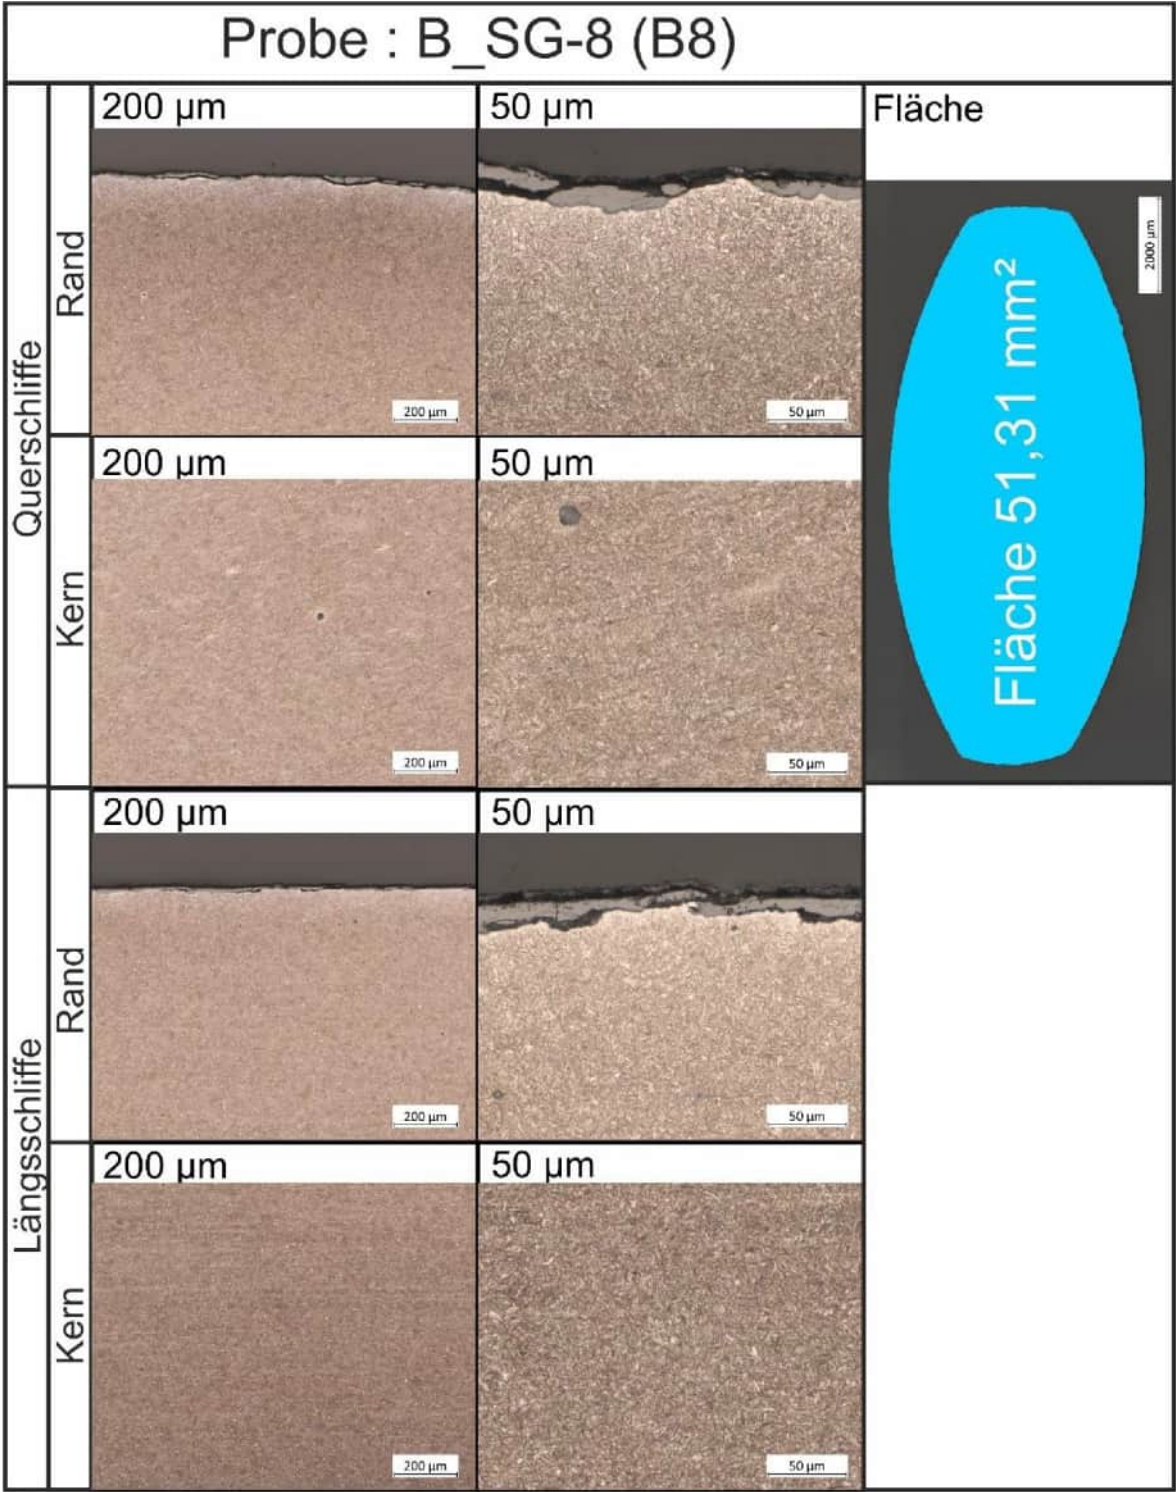 Probe : B_SG-8 (B8)
Querschliffe
Rand
200 µm
50 µm
Fläche
200 µm
50 µm
2000 µm
Fläche 51,31 mm²
Kern
200 µm
50 µm
200 µm
50 µm
Längsschliffe
Rand
200 µm
50 µm
200 µm
50 µm
Kern
200 µm
50 µm
200 µm
50 µm